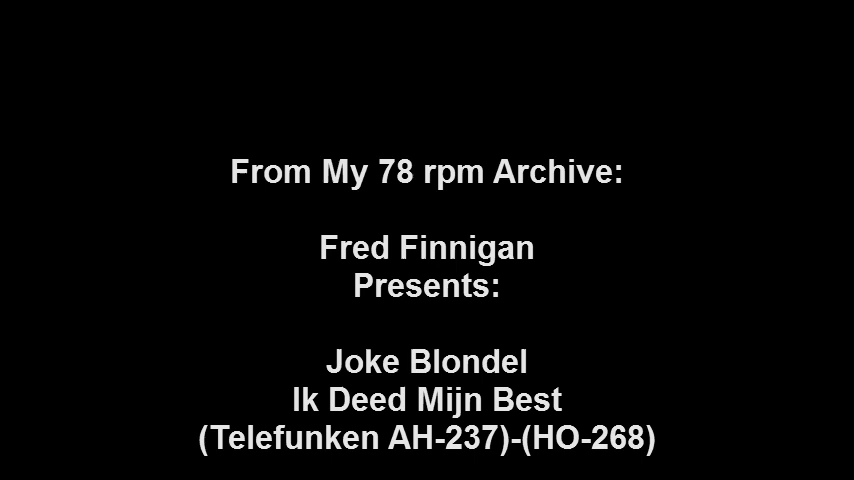 From My 78 rpm Archive:
Fred Finnigan
Presents:
Joke Blondel
Ik Deed Mijn Best
(Telefunken AH-237)-(HO-268)